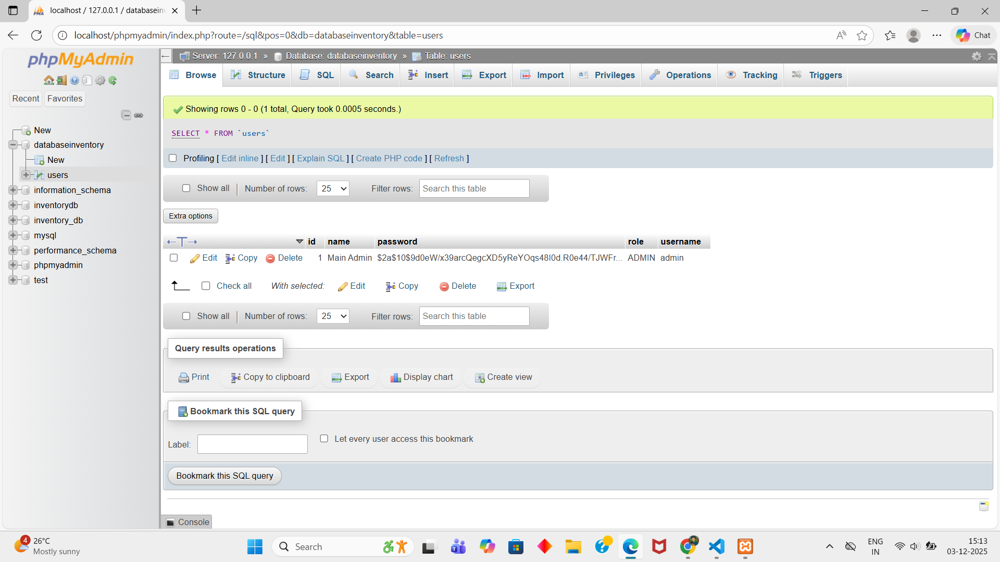 localhost / 127.0.0.1 / databasein
localhost/phpmyadmin/index.php?route=/sql&pos=0&db=databaseinventory&table=users
Chat
phpMyAdmin
Recent
Favorites
New
databaseinventory
New
users
information_schema
inventorydb
inventory_db
mysql
performance_schema
phpmyadmin
test
Server: 127.0.0.1 » Database: databaseinventory » Table: users
Browse
Structure
SQL
Search
Insert
Export
Import
Privileges
Operations
Tracking
Triggers
Showing rows 0 - 0 (1 total, Query took 0.0005 seconds.)
SELECT * FROM `users`
Profiling [ Edit inline ] [ Edit ] [ Explain SQL ] [ Create PHP code ] [ Refresh ]
Show all
Number of rows: 25
Filter rows: Search this table
Extra options
id name password role username
Edit Copy Delete 1 Main Admin $2a$10$9d0eW/x39arcQegcXD5yReYOqs48I0d.R0e44/TJWFr... ADMIN admin
Check all With selected: Edit Copy Delete Export
Show all
Number of rows: 25
Filter rows: Search this table
Query results operations
Print
Copy to clipboard
Export
Display chart
Create view
Bookmark this SQL query
Label:
Let every user access this bookmark
Bookmark this SQL query
Console
4
26°C
Mostly sunny
Search
ENG
IN
15:13
03-12-2025